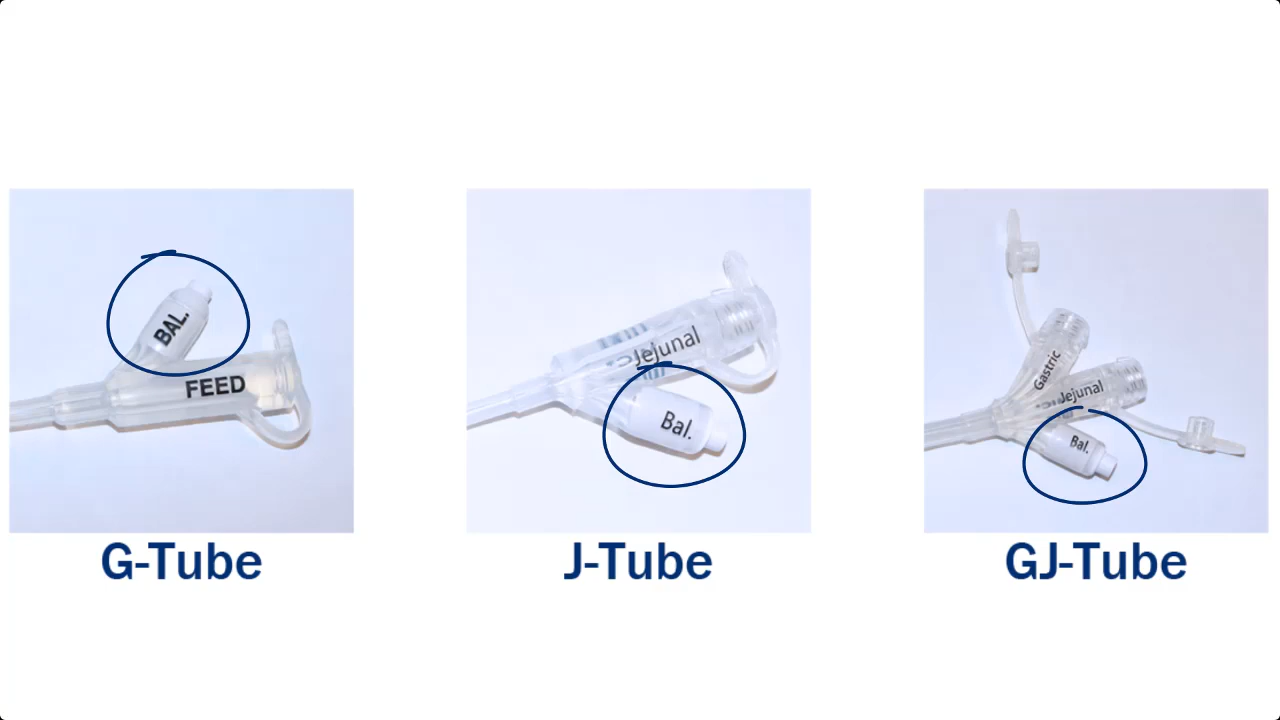 BAL.
FEED
G-Tube
Jejunal
Bal.
J-Tube
Gastric
Jejunal
Bal.
GJ-Tube